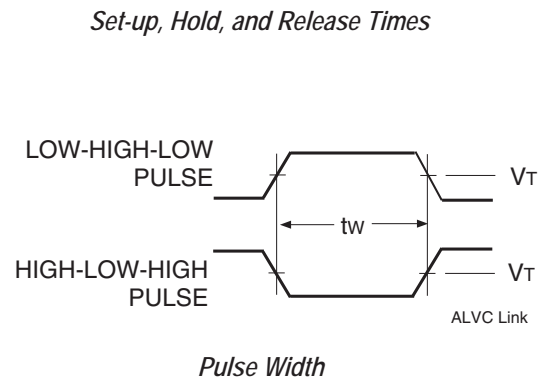 Set-up, Hold, and Release Times
LOW-HIGH-LOW
PULSE
VT
tW
HIGH-LOW-HIGH
PULSE
VT
ALVC Link
Pulse Width